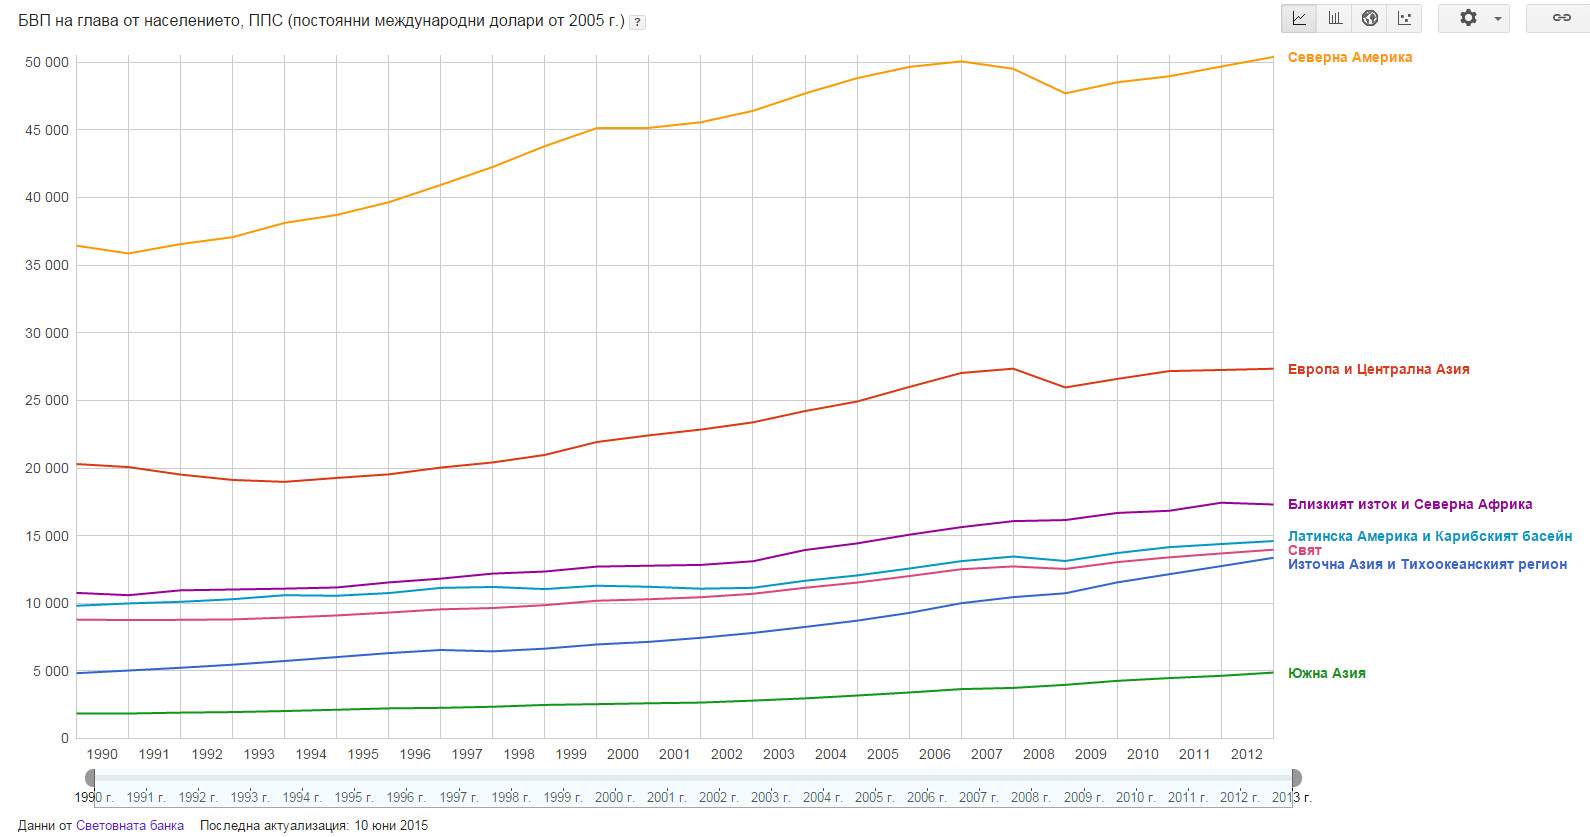 БВП на глава от населението, ППС (постоянни международни долари от 2005 г.) ?
50 000
45 000
40 000
35 000
30 000
25 000
20 000
15 000
10 000
5 000
0
Северна Америка
Европа и Централна Азия
Близкият изток и Северна Африка
Латинска Америка и Карибският басейн
Свят
Източна Азия и Тихоокеанският регион
Южна Азия
1990 1991 1992 1993 1994 1995 1996 1997 1998 1999 2000 2001 2002 2003 2004 2005 2006 2007 2008 2009 2010 2011 2012
1990 г. 1991 г. 1992 г. 1993 г. 1994 г. 1995 г. 1996 г. 1997 г. 1998 г. 1999 г. 2000 г. 2001 г. 2002 г. 2003 г. 2004 г. 2005 г. 2006 г. 2007 г. 2008 г. 2009 г. 2010 г. 2011 г. 2012 г. 2013 г.
Данни от Световната банка Последна актуализация: 10 юни 2015